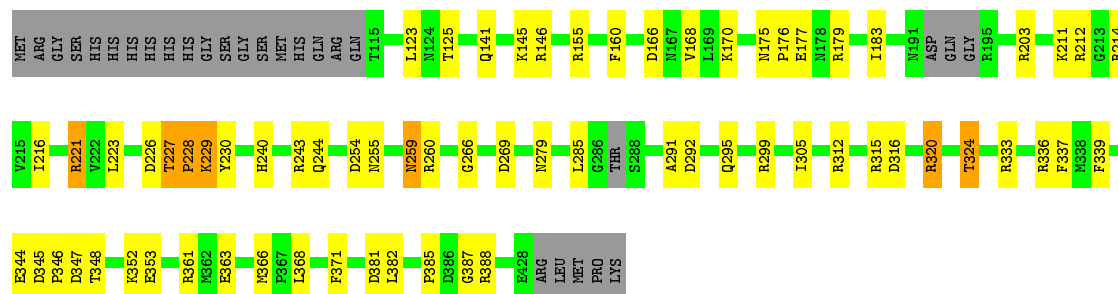 MET ARG GLY SER HIS HIS HIS HIS HIS HIS GLY SER GLY SER MET HIS GLN ARG GLN T115 L123 N124 T125 Q141 K145 R146 R155 F160 D166 N167 V168 L169 K170 N175 P176 E177 N178 R179 I183 N191 ASP GLN GLY R195 R203 K211 R212 G213 R214
V215 I216 R221 V222 L223 D226 T227 P228 K229 Y230 H240 R243 Q244 D254 N255 N259 R260 G266 D269 N279 L285 G286 THR S288 A291 D292 Q295 R299 I305 R312 R315 D316 R320 T324 R333 R336 F337 M338 F339
E344 D345 P346 D347 T348 K352 E353 R361 M362 E363 M366 P367 L368 F371 D381 L382 P385 D386 G387 R388 E428 ARG LEU MET PRO LYS